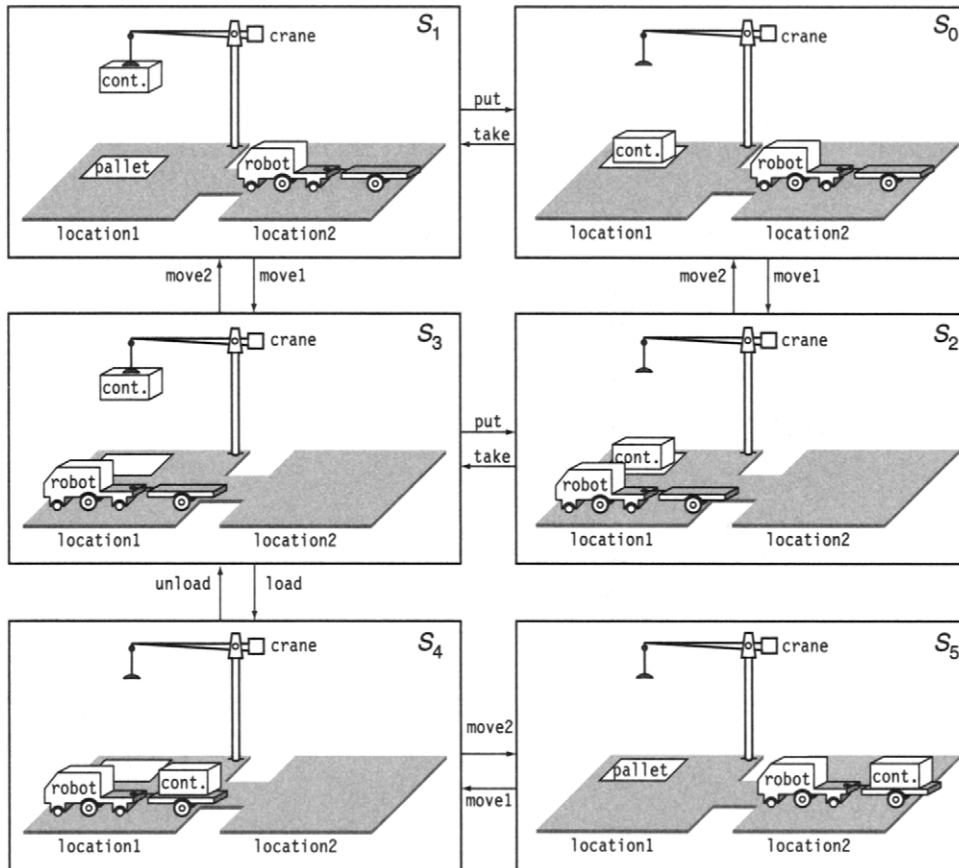 S1
crane
cont.
pallet
robot
location1
location2
put
take
S0
crane
cont.
robot
location1
location2
move2
move1
move2
move1
S3
crane
cont.
robot
location1
location2
put
take
S2
crane
cont.
robot
location1
location2
unload
load
S4
crane
robot
cont.
location1
location2
move2
move1
S5
crane
pallet
robot
cont.
location1
location2